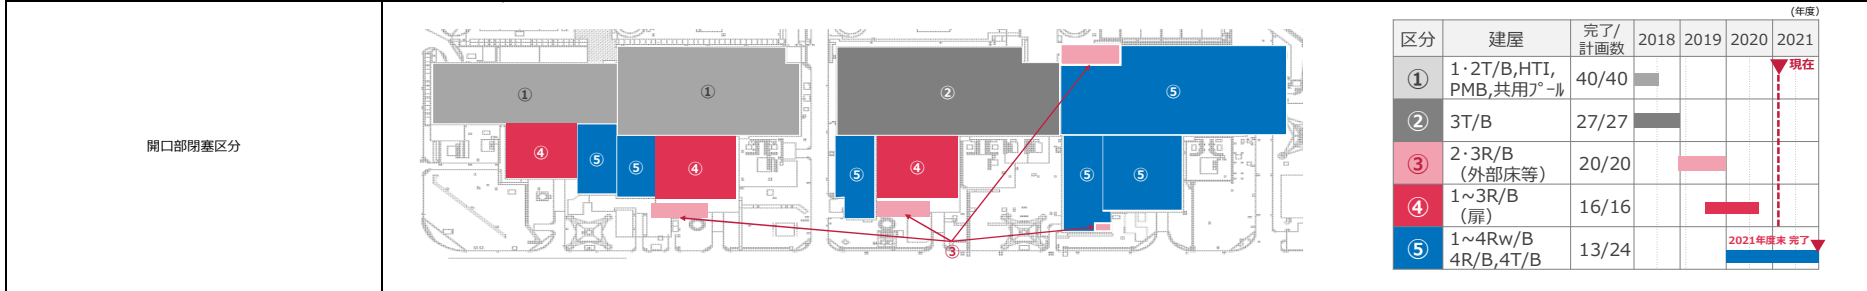 開口部閉塞区分
①
①
④
⑤
⑤
④
②
⑤
⑤
④
⑤
⑤
③
(年度)
区分 建屋 完了/計画数 2018 2019 2020 2021
① 1・2T/B,HTI, 40/40
PMB,共用プール
現在
② 3T/B 27/27
③ 2・3R/B 20/20
(外部床等)
④ 1~3R/B 16/16
(扉)
⑤ 1~4Rw/B 13/24
4R/B,4T/B
2021年度末 完了